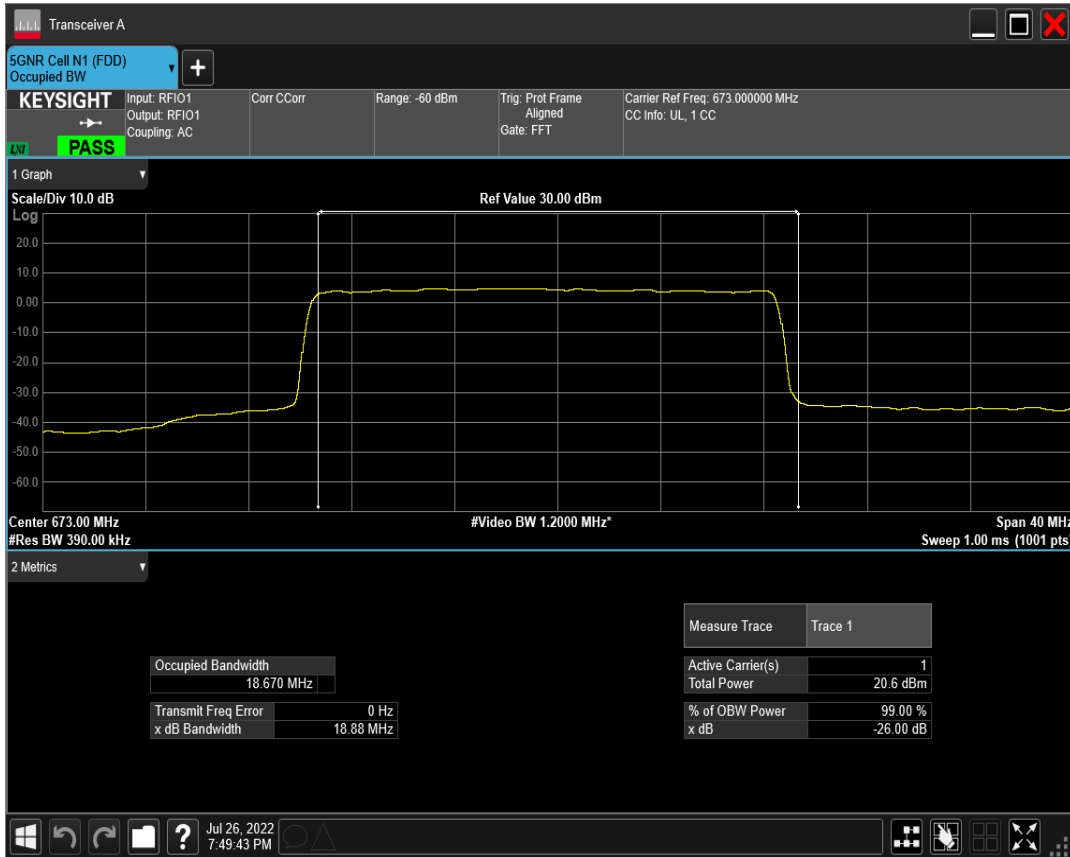 Transceiver A
5GNR Cell N1 (FDD)
Occupied BW
+
KEYSIGHT
LXI
PASS
Input: RFIO1
Output: RFIO1
Coupling: AC
Corr CCorr
Range: -60 dBm
Trig: Prot Frame
Aligned
Gate: FFT
Carrier Ref Freq: 673.000000 MHz
CC Info: UL, 1 CC
1 Graph
Scale/Div 10.0 dB
Ref Value 30.00 dBm
Log
20.0
10.0
0.00
-10.0
-20.0
-30.0
-40.0
-50.0
-60.0
Center 673.00 MHz
#Video BW 1.2000 MHz*
Span 40 MHz
#Res BW 390.00 kHz
Sweep 1.00 ms (1001 pts)
2 Metrics
Measure Trace Trace 1
Occupied Bandwidth
18.670 MHz
Active Carrier(s) 1
Total Power 20.6 dBm
Transmit Freq Error 0 Hz
x dB Bandwidth 18.88 MHz
% of OBW Power 99.00 %
x dB -26.00 dB
?
Jul 26, 2022
7:49:43 PM